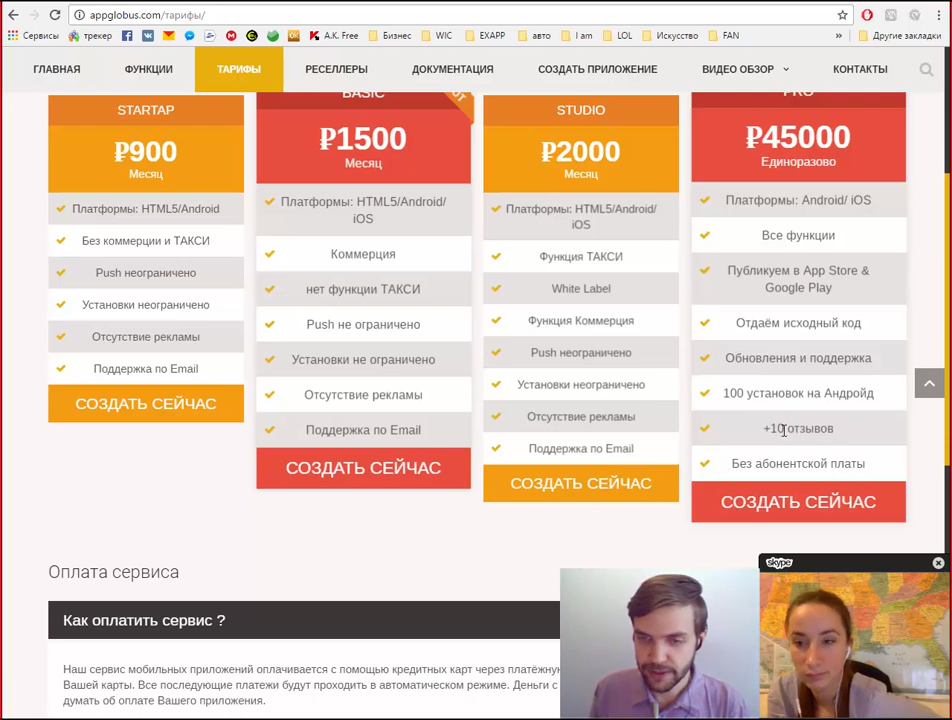 appglobus.com/тарифы/
Сервисы трекер A.K. Free Бизнес WIC EXAPP авто I am LOL Искусство FAN » Другие закладки
ГЛАВНАЯ ФУНКЦИИ ТАРИФЫ РЕСЕЛЛЕРЫ ДОКУМЕНТАЦИЯ СОЗДАТЬ ПРИЛОЖЕНИЕ ВИДЕО ОБЗОР КОНТАКТЫ
STARTAP
₽900
Месяц
Платформы: HTML5/Android
Без коммерции и ТАКСИ
Push неограничено
Установки неограничено
Отсутствие рекламы
Поддержка по Email
СОЗДАТЬ СЕЙЧАС
BASIC
₽1500
Месяц
Платформы: HTML5/Android/
iOS
Коммерция
нет функции ТАКСИ
Push не ограничено
Установки не ограничено
Отсутствие рекламы
Поддержка по Email
СОЗДАТЬ СЕЙЧАС
STUDIO
₽2000
Месяц
Платформы: HTML5/Android/
iOS
Функция ТАКСИ
White Label
Функция Коммерция
Push неограничено
Установки неограничено
Отсутствие рекламы
Поддержка по Email
СОЗДАТЬ СЕЙЧАС
PRO
₽45000
Единоразово
Платформы: Android/ iOS
Все функции
Публикуем в App Store &
Google Play
Отдаём исходный код
Обновления и поддержка
100 установок на Андройд
+10 отзывов
Без абонентской платы
СОЗДАТЬ СЕЙЧАС
Оплата сервиса
Как оплатить сервис ?
Наш сервис мобильных приложений оплачивается с помощью кредитных карт через
Вашей карты. Все последующие платежи будут проходить в автоматическом режиме. Деньги с
думать об оплате Вашего приложения.
skype